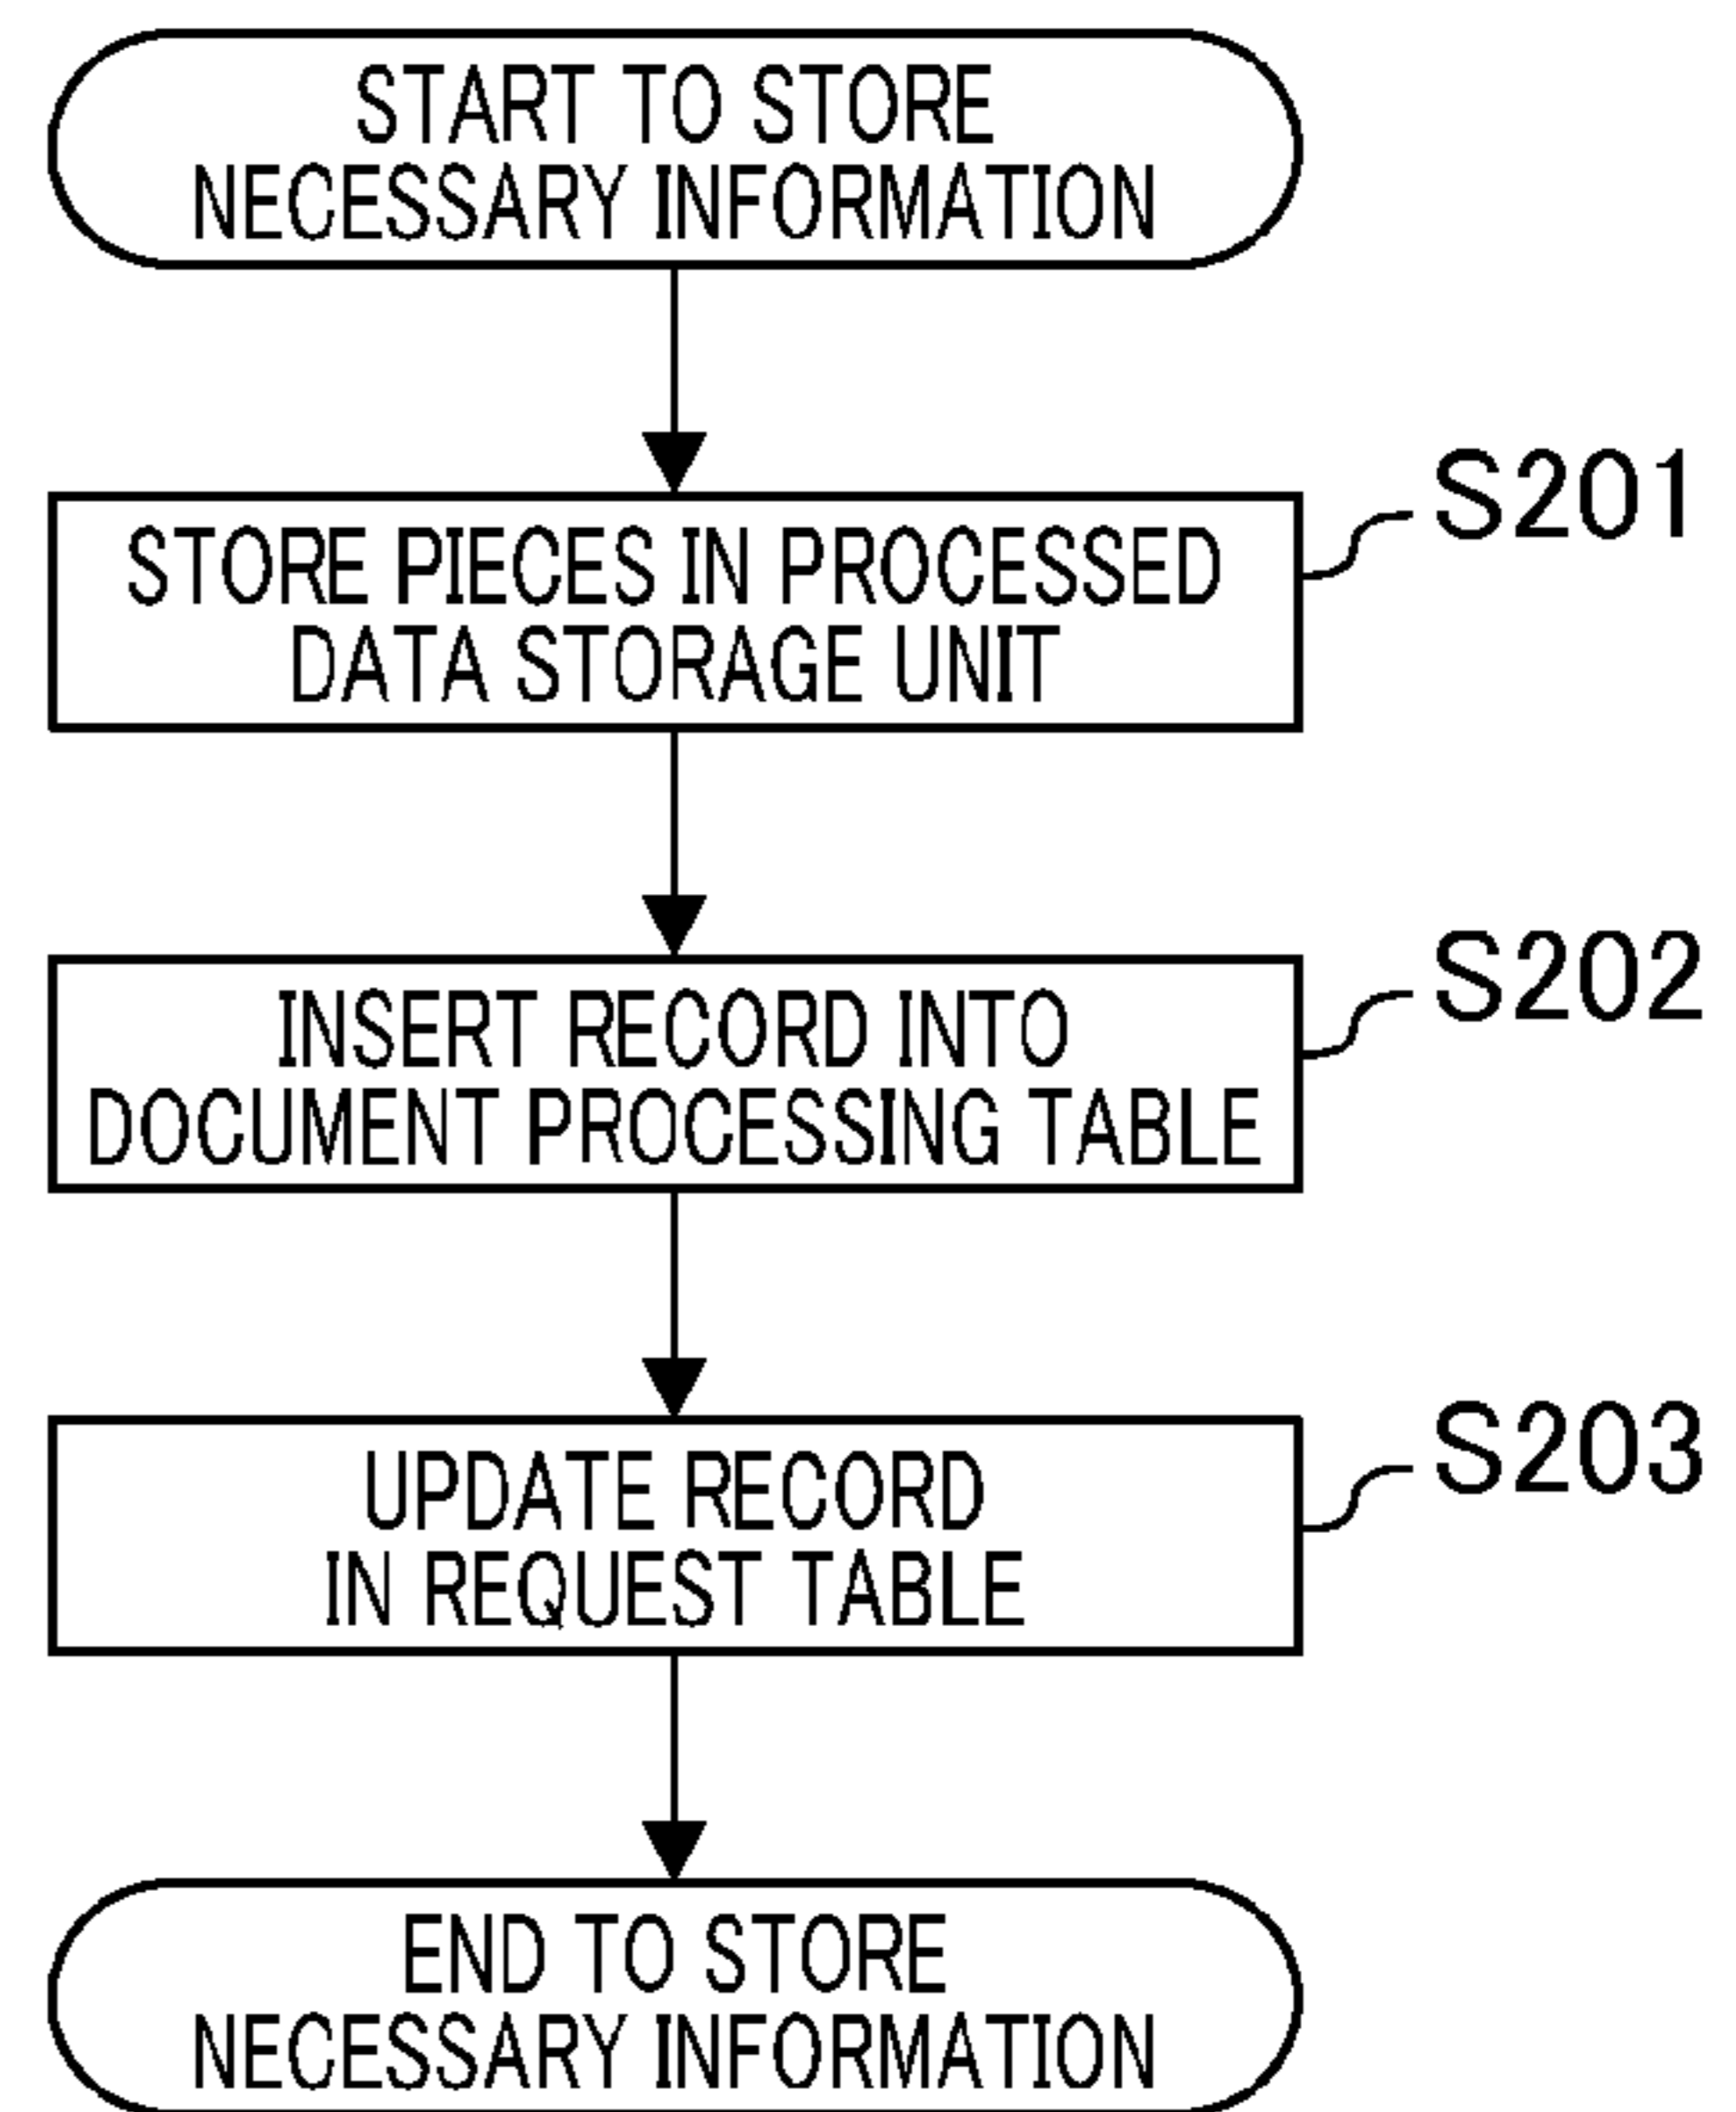 START TO STORE
NECESSARY INFORMATION
S201
STORE PIECES IN PROCESSED
DATA STORAGE UNIT
S202
INSERT RECORD INTO
DOCUMENT PROCESSING TABLE
S203
UPDATE RECORD
IN REQUEST TABLE
END TO STORE
NECESSARY INFORMATION